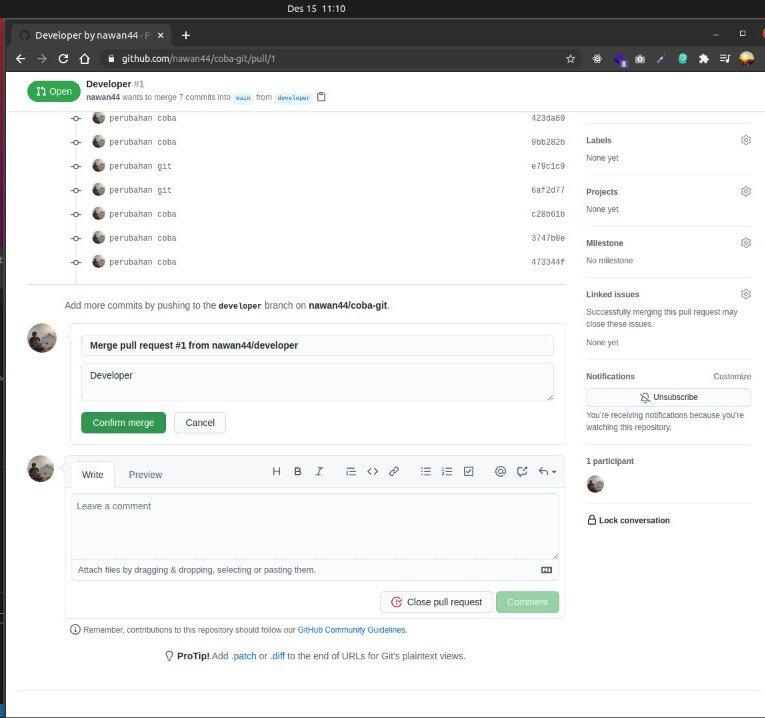 Des 15 11:10
Developer by nawan44 · P
github.com/nawan44/coba-git/pull/1
8
Open
Developer #1
nawan44 wants to merge 7 commits into main from developer
perubahan coba 423da80
perubahan coba 9bb282b
perubahan git e79c1c9
perubahan git 6af2d77
perubahan coba c28b61b
perubahan coba 3747b0e
perubahan coba 473344f
Add more commits by pushing to the developer branch on nawan44/coba-git.
Merge pull request #1 from nawan44/developer
Developer
Confirm merge Cancel
Write Preview
H B I
Leave a comment
Attach files by dragging & dropping, selecting or pasting them.
Close pull request Comment
Remember, contributions to this repository should follow our GitHub Community Guidelines.
ProTip! Add .patch or .diff to the end of URLs for Git's plaintext views.
Labels
None yet
Projects
None yet
Milestone
No milestone
Linked issues
Successfully merging this pull request may
close these issues.
None yet
Notifications Customize
Unsubscribe
You're receiving notifications because you're
watching this repository.
1 participant
Lock conversation